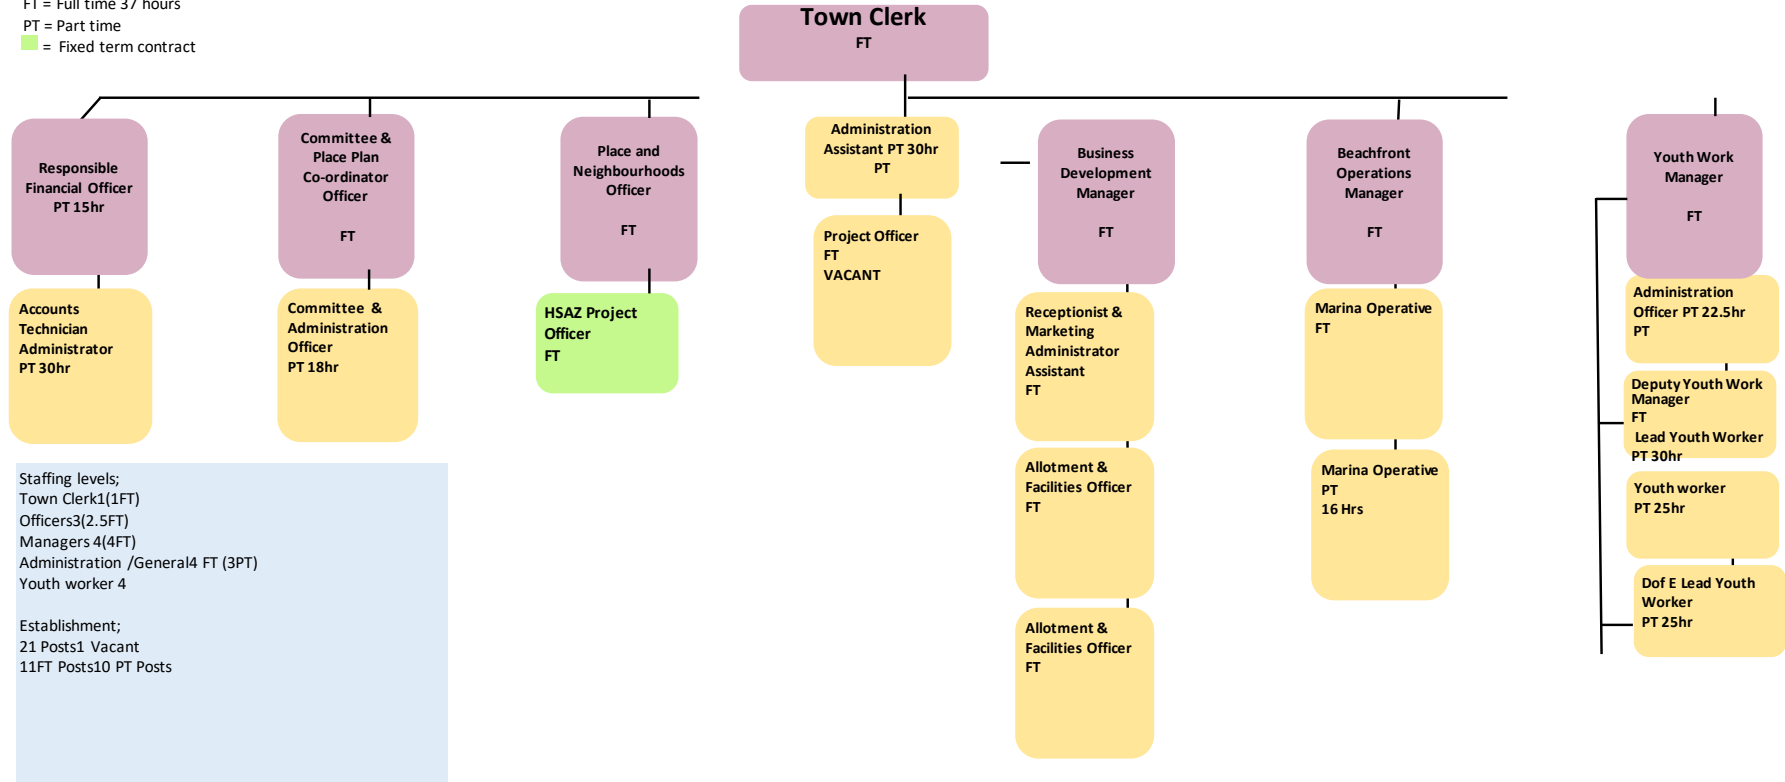 FT = Full time 37 hours
PT = Part time
= Fixed term contract
Town Clerk
FT
Responsible
Financial Officer
PT 15hr
Committee &
Place Plan
Co-ordinator
Officer
FT
Place and
Neighbourhoods
Officer
FT
Administration
Assistant PT 30hr
PT
Business
Development
Manager
FT
Beachfront
Operations
Manager
FT
Youth Work
Manager
FT
Accounts
Technician
Administrator
PT 30hr
Committee &
Administration
Officer
PT 18hr
HSAZ Project
Officer
FT
Project Officer
FT
VACANT
Receptionist &
Marketing
Administrator
Assistant
FT
Allotment &
Facilities Officer
FT
Allotment &
Facilities Officer
FT
Marina Operative
FT
Marina Operative
PT
16 Hrs
Administration
Officer PT 22.5hr
PT
Deputy Youth Work
Manager
FT
Lead Youth Worker
PT 30hr
Youth worker
PT 25hr
Dof E Lead Youth
Worker
PT 25hr
Staffing levels;
Town Clerk1(1FT)
Officers3(2.5FT)
Managers 4(4FT)
Administration /General4 FT (3PT)
Youth worker 4
Establishment;
21 Posts1 Vacant
11FT Posts10 PT Posts